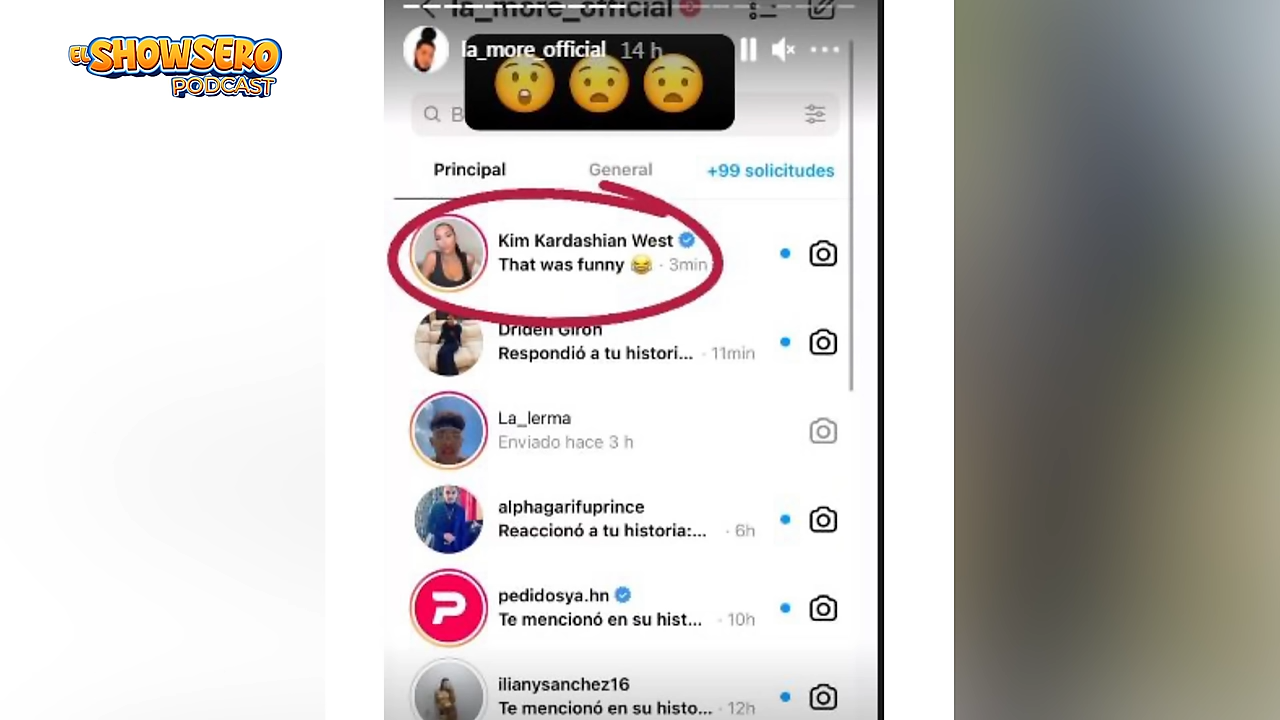 EL SHOWSERO
PODCAST
la_more_official
la_more_official 14 h
B
Principal General +99 solicitudes
Kim Kardashian West
That was funny 😂 · 3min
Driden Giron
Respondió a tu histori... · 11min
La_lerma
Enviado hace 3 h
alphagarifuprince
Reaccionó a tu historia:... · 6h
pedidosya.hn
Te mencionó en su hist... · 10h
ilianysanchez16
Te mencionó en su histo... · 12h